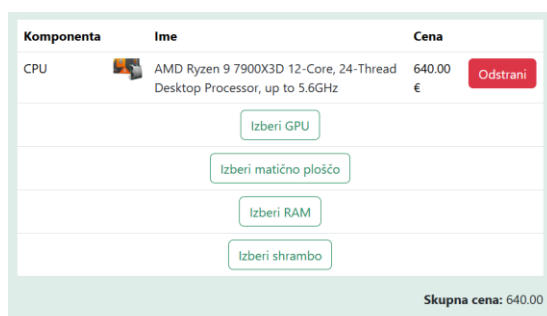 Komponenta Ime Cena
CPU AMD Ryzen 9 7900X3D 12-Core, 24-Thread 640.00 Odstrani
Desktop Processor, up to 5.6GHz €
Izberi GPU
Izberi matično ploščo
Izberi RAM
Izberi shrambo
Skupna cena: 640.00